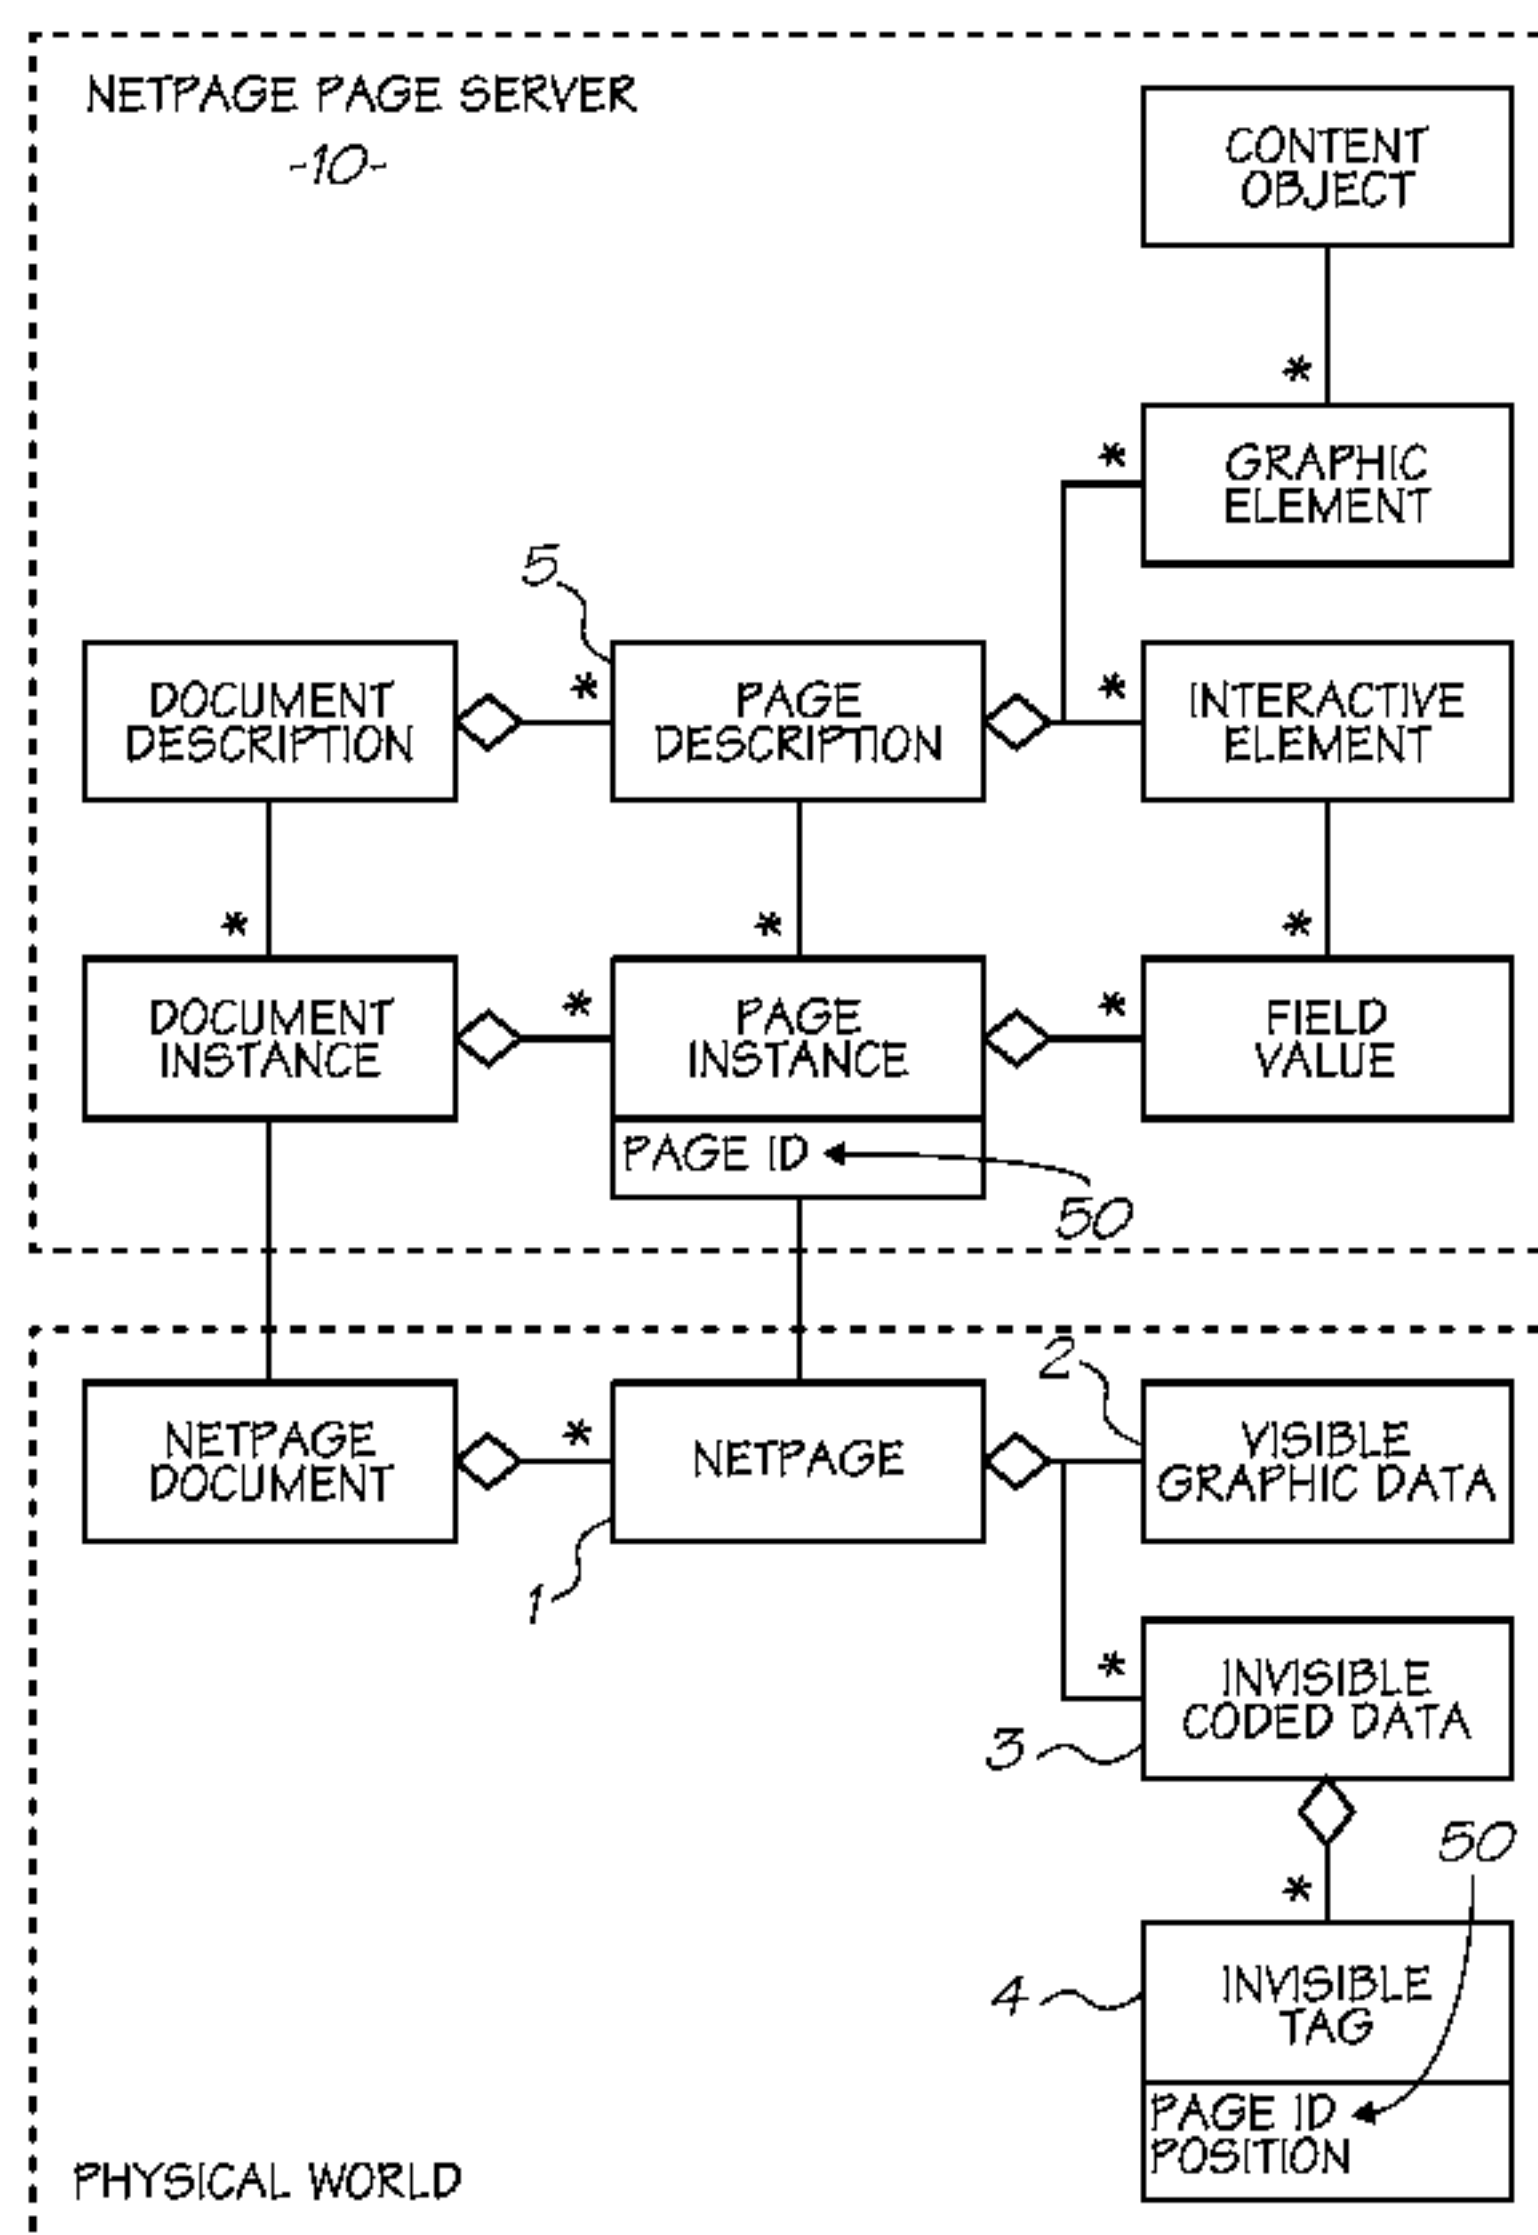 NETPAGE PAGE SERVER
-10-
CONTENT
OBJECT
*
*
GRAPHIC
ELEMENT
5
DOCUMENT
DESCRIPTION
*
PAGE
DESCRIPTION
*
INTERACTIVE
ELEMENT
*
*
*
DOCUMENT
INSTANCE
*
PAGE
INSTANCE
*
FIELD
VALUE
PAGE ID
50
2
NETPAGE
DOCUMENT
*
NETPAGE
VISIBLE
GRAPHIC DATA
1
*
INVISIBLE
CODED DATA
3
50
*
4
INVISIBLE
TAG
PAGE ID
POSITION
PHYSICAL WORLD